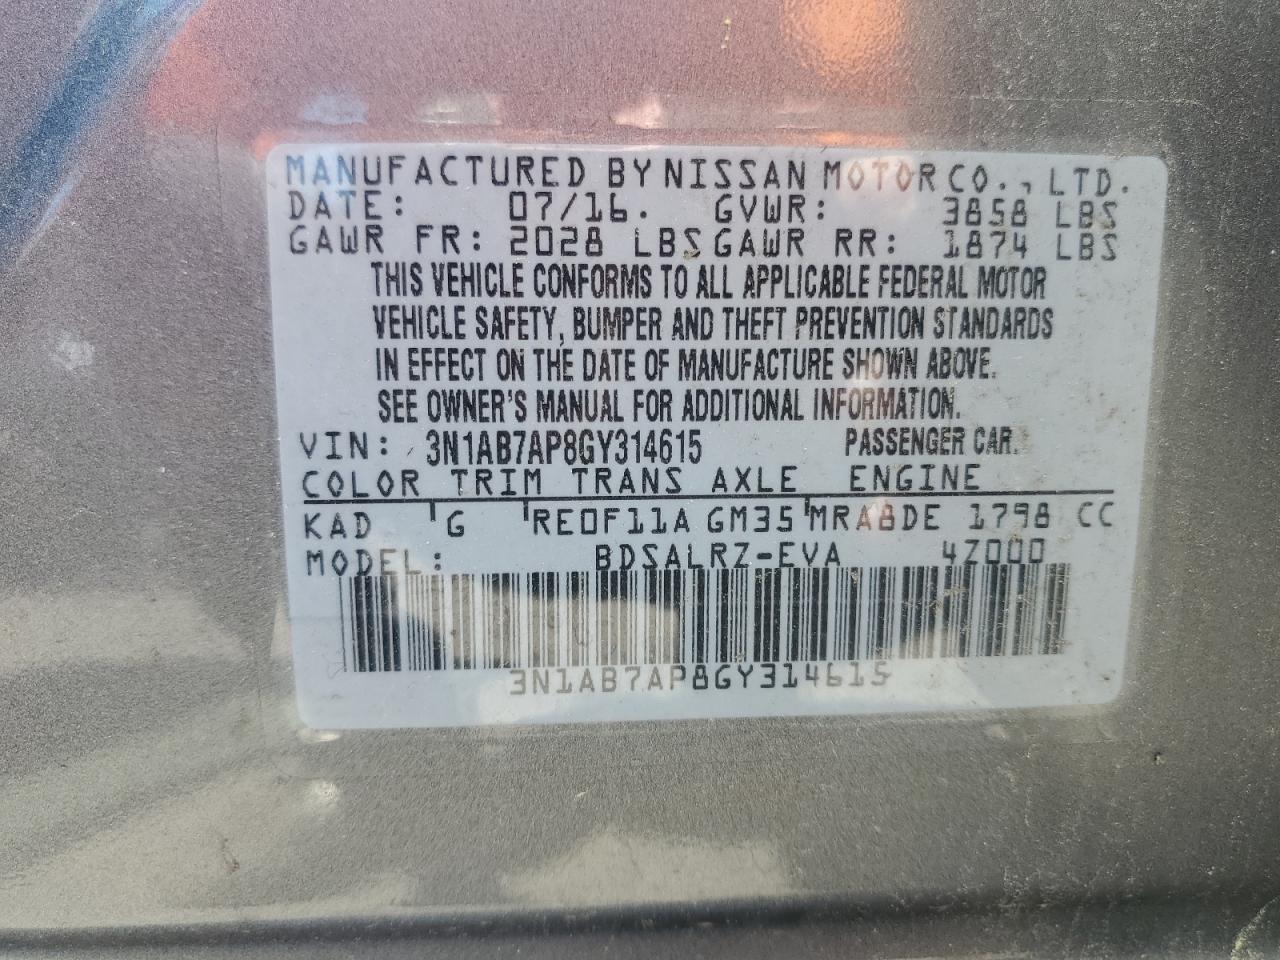 MANUFACTURED BY NISSAN MOTOR CO., LTD.
DATE: 07/16. GVWR: 3858 LBS
GAWR FR: 2028 LBS GAWR RR: 1874 LBS
THIS VEHICLE CONFORMS TO ALL APPLICABLE FEDERAL MOTOR
VEHICLE SAFETY, BUMPER AND THEFT PREVENTION STANDARDS
IN EFFECT ON THE DATE OF MANUFACTURE SHOWN ABOVE.
SEE OWNER'S MANUAL FOR ADDITIONAL INFORMATION.
VIN: 3N1AB7AP8GY314615 PASSENGER CAR.
COLOR TRIM TRANS AXLE ENGINE
KAD G RE0F11A GM35 MRA8DE 1798 CC
MODEL: BDSALRZ-EVA 4Z000
3N1AB7AP8GY314615